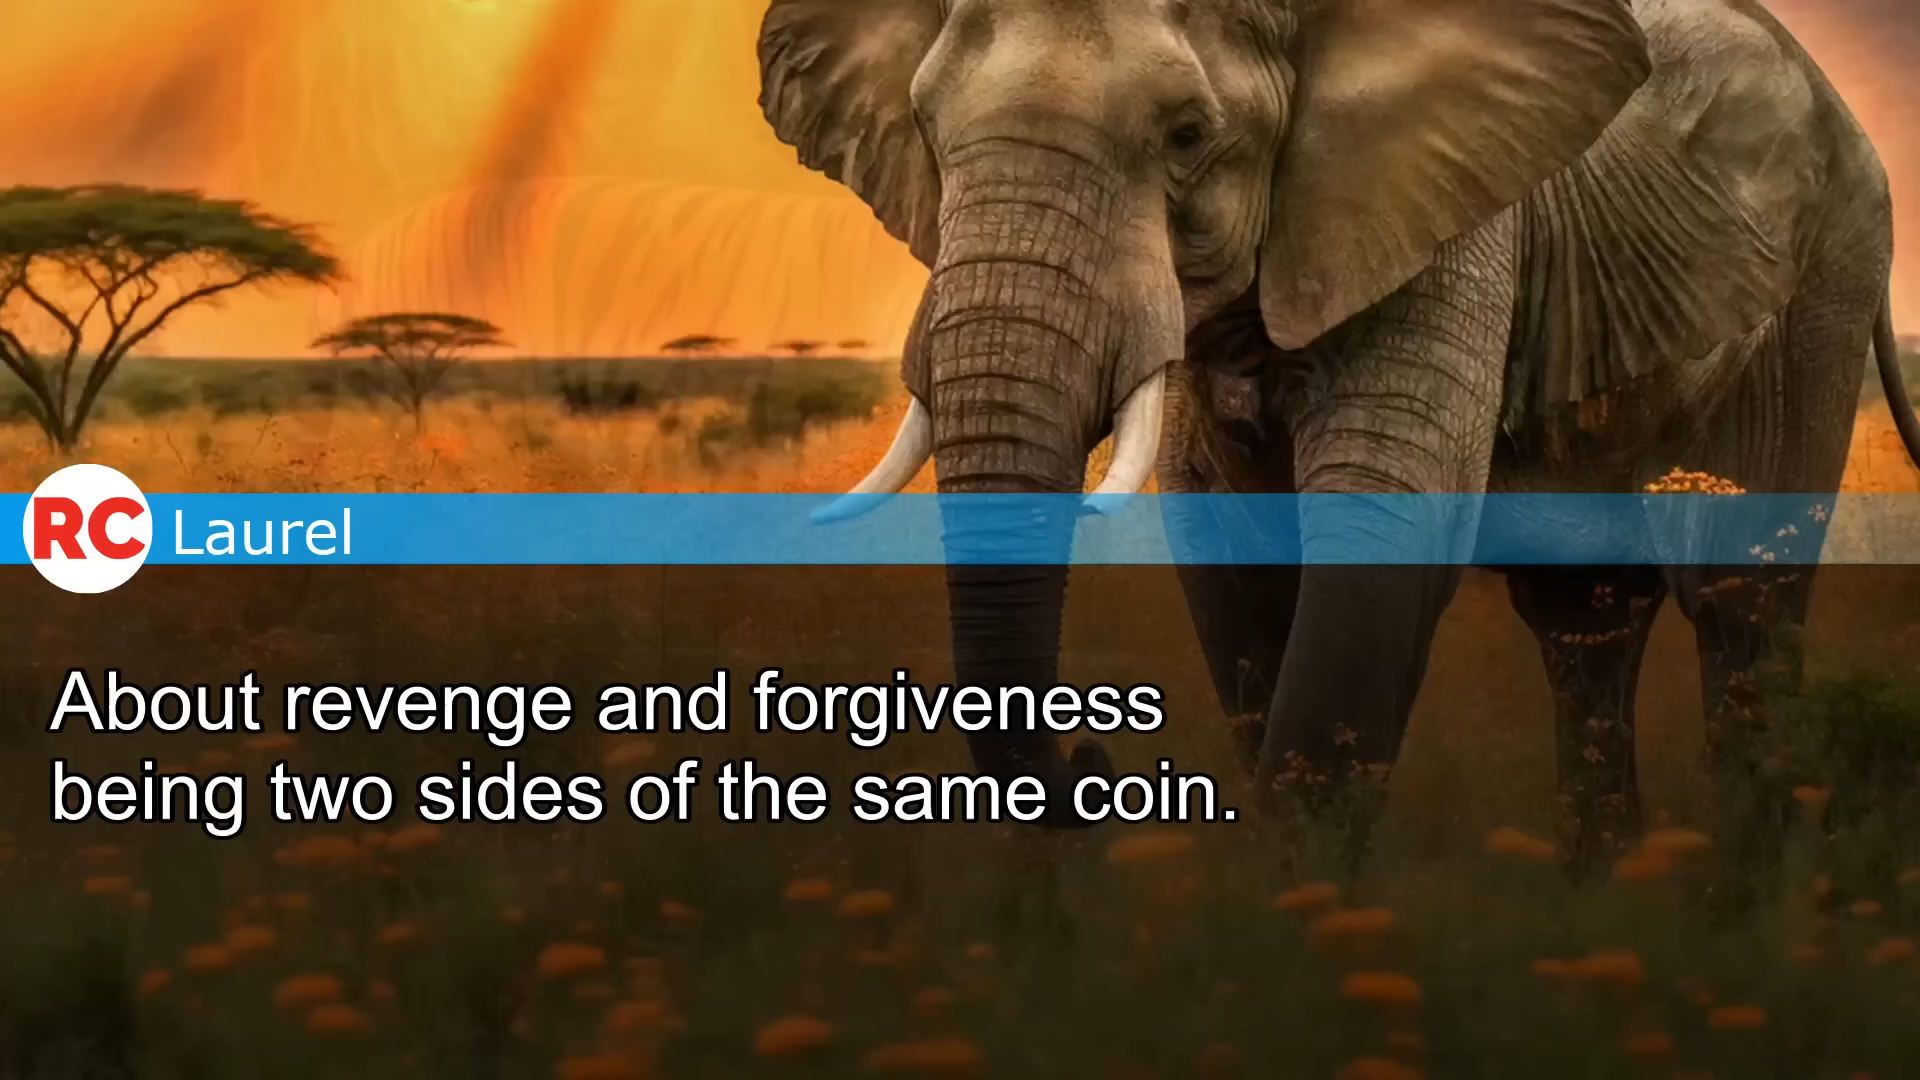 RC Laurel
About revenge and forgiveness
being two sides of the same coin.